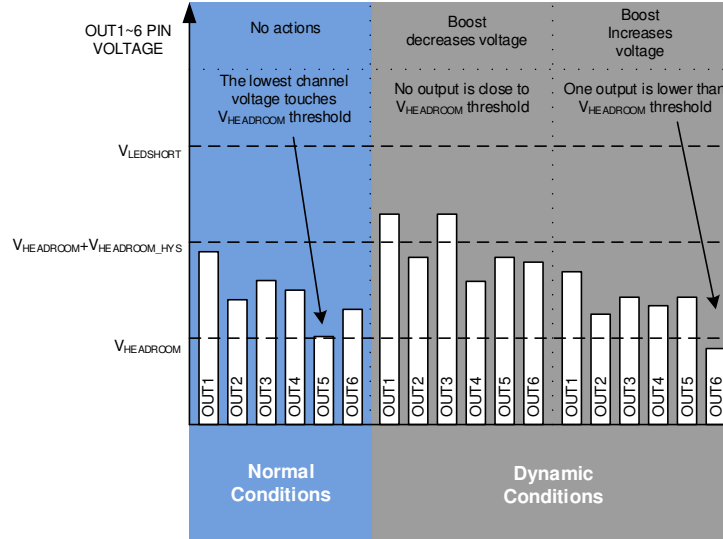 OUT1~6 PIN
VOLTAGE
No actions
Boost
decreases voltage
Boost
Increases
voltage
The lowest channel
voltage touches
VHEADROOM threshold
No output is close to
VHEADROOM threshold
One output is lower than
VHEADROOM threshold
VLEDSHORT
VHEADROOM+VHEADROOM_HYS
VHEADROOM
OUT1
OUT2
OUT3
OUT4
OUT5
OUT6
OUT1
OUT2
OUT3
OUT4
OUT5
OUT6
OUT1
OUT2
OUT3
OUT4
OUT5
OUT6
Normal
Conditions
Dynamic
Conditions